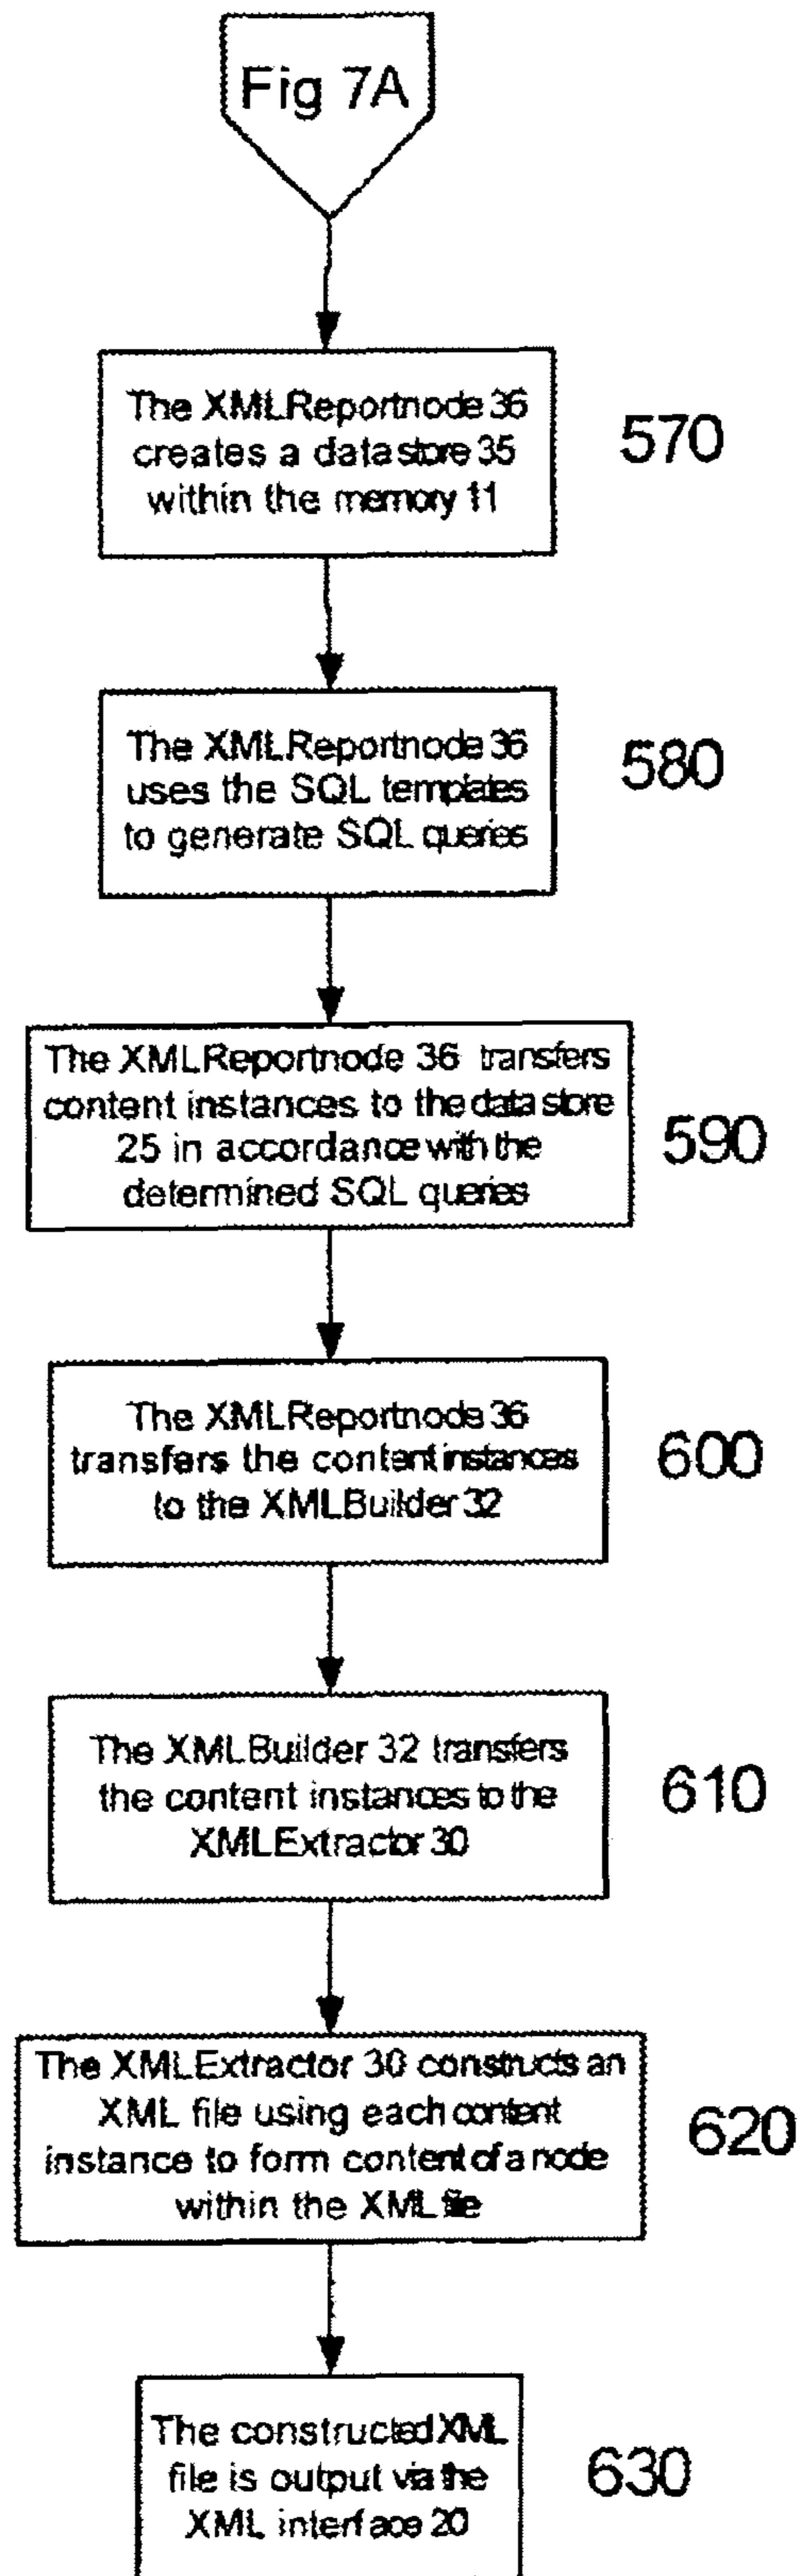 Fig 7A
The XMLReportnode 36
creates a data store 35
within the memory 11
570
The XMLReportnode 36
uses the SQL templates
to generate SQL queries
580
The XMLReportnode 36 transfers
content instances to the data store
25 in accordance with the
determined SQL queries
590
The XMLReportnode 36
transfers the content instances
to the XMLBuilder 32
600
The XMLBuilder 32 transfers
the content instances to the
XMLExtractor 30
610
The XMLExtractor 30 constructs an
XML file using each content
instance to form content of a node
within the XML file
620
The constructed XML
file is output via the
XML interface 20
630